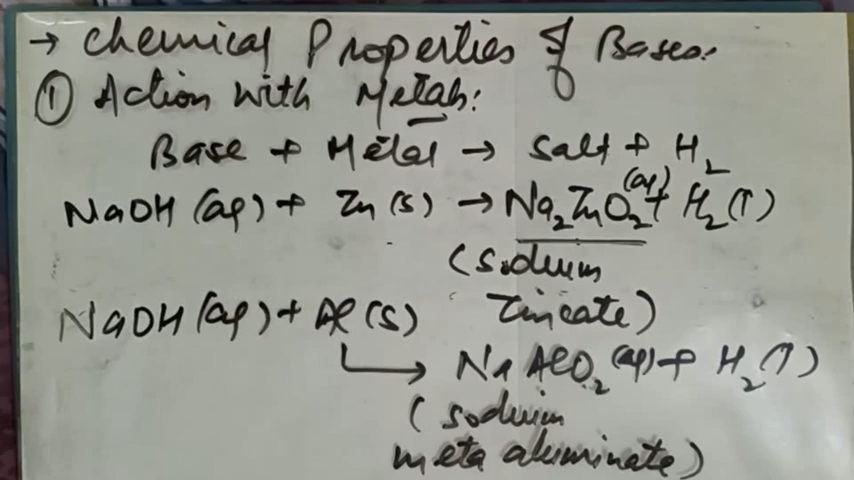 → Chemical Properties of Bases:
① Action with Metals:
Base + Metal → Salt + H₂
NaOH (aq) + Zn (s) → Na₂ZnO₂ (aq) + H₂(↑)
(sodium
zincate)
NaOH (aq) + Al (s)
→ NaAlO₂ (aq) + H₂(↑)
(sodium
meta aluminate)